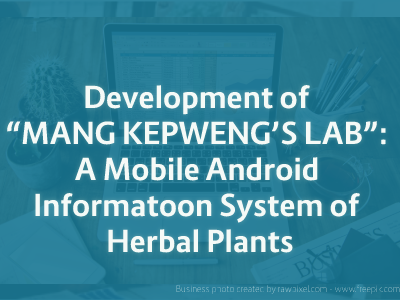 Development of
“MANG KEPWENG’S LAB”:
A Mobile Android
Informatoon System of
Herbal Plants
Business photo created by rawpixel.com - www.freepi.com